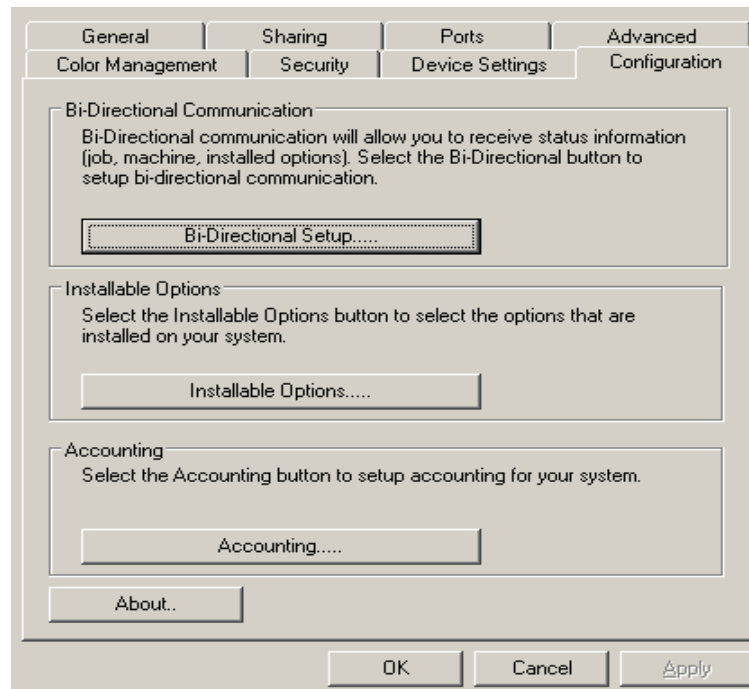 General Sharing Ports Advanced
Color Management Security Device Settings Configuration
Bi-Directional Communication
Bi-Directional communication will allow you to receive status information
(job, machine, installed options). Select the Bi-Directional button to
setup bi-directional communication.
Bi-Directional Setup.....
Installable Options
Select the Installable Options button to select the options that are
installed on your system.
Installable Options.....
Accounting
Select the Accounting button to setup accounting for your system.
Accounting.....
About..
OK Cancel Apply